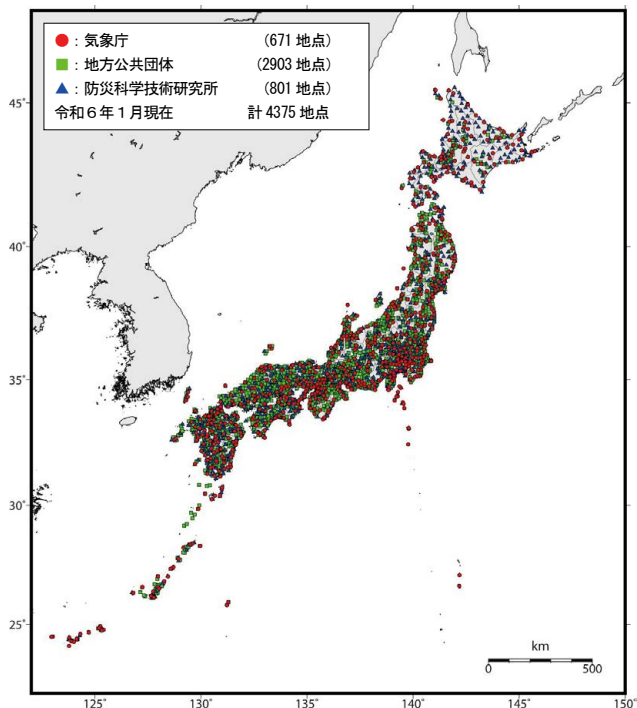 ：気象庁 (671 地点)
：地方公共団体 (2903 地点)
：防災科学技術研究所 (801 地点)
令和６年１月現在 計 4375 地点
45°
40°
35°
30°
25°
km
0 500
125° 130° 135° 140° 145° 150°